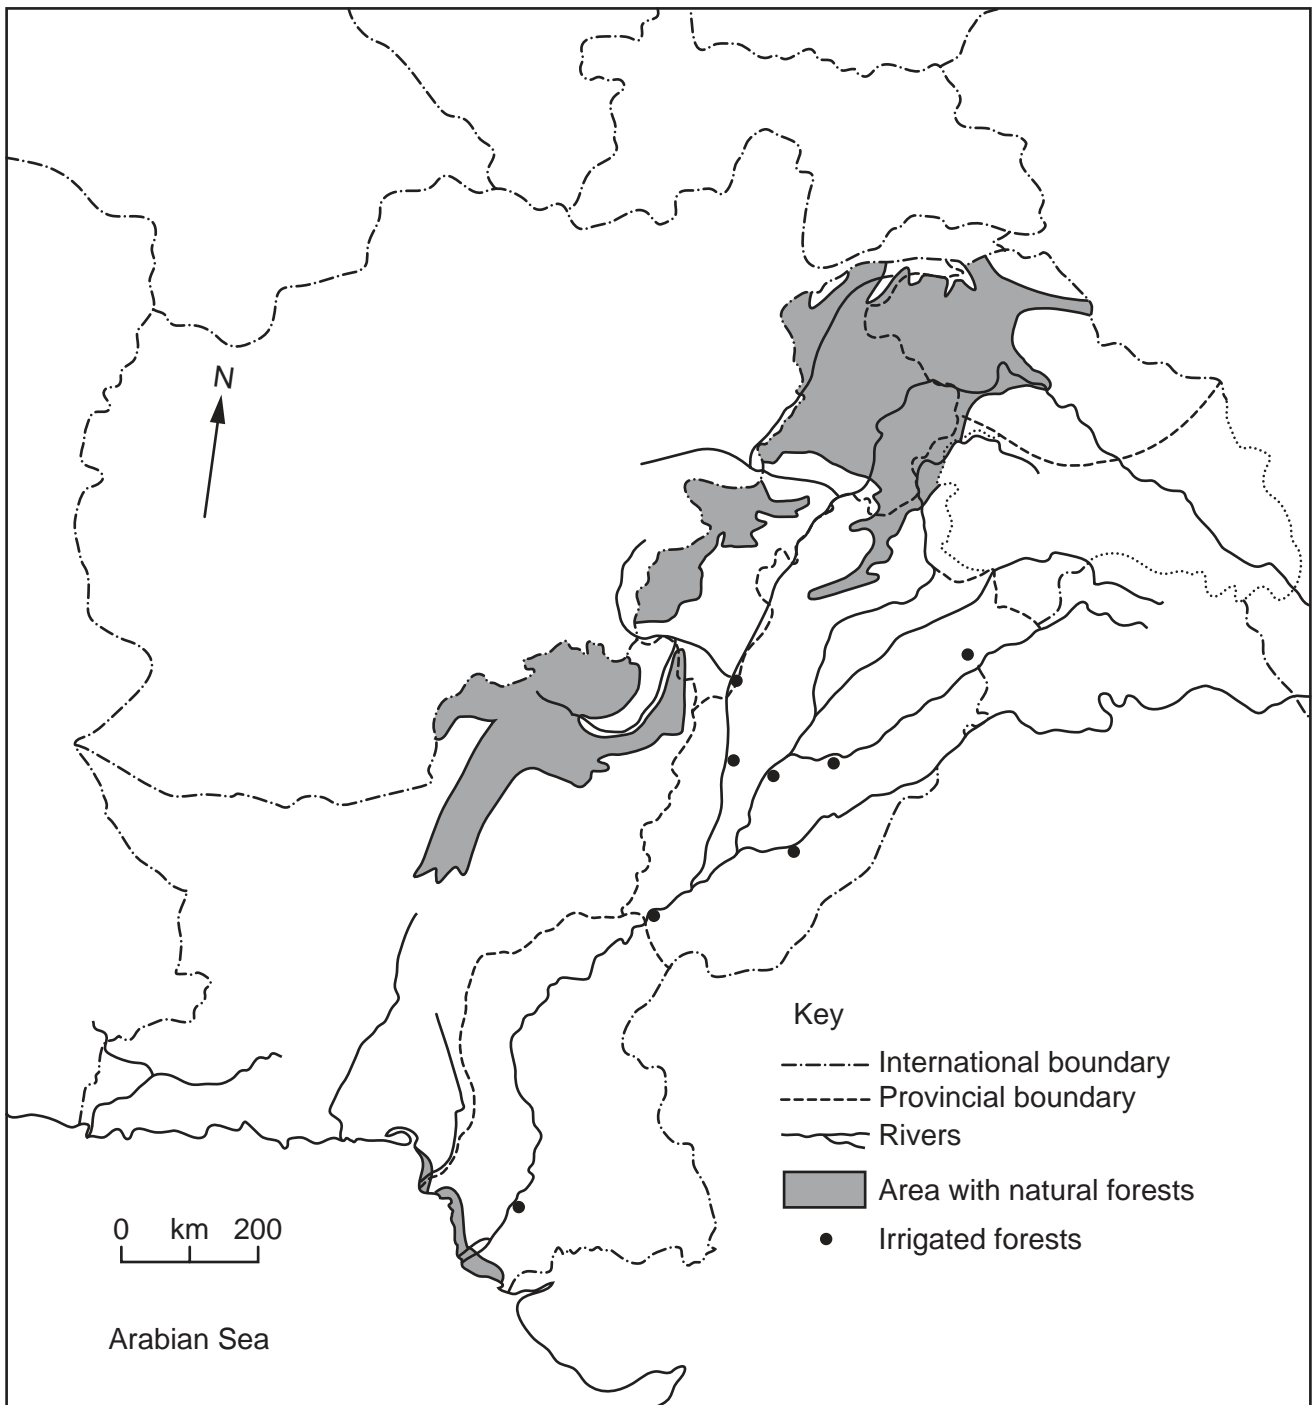 N
Key
International boundary
Provincial boundary
Rivers
Area with natural forests
Irrigated forests
0 km 200
Arabian Sea